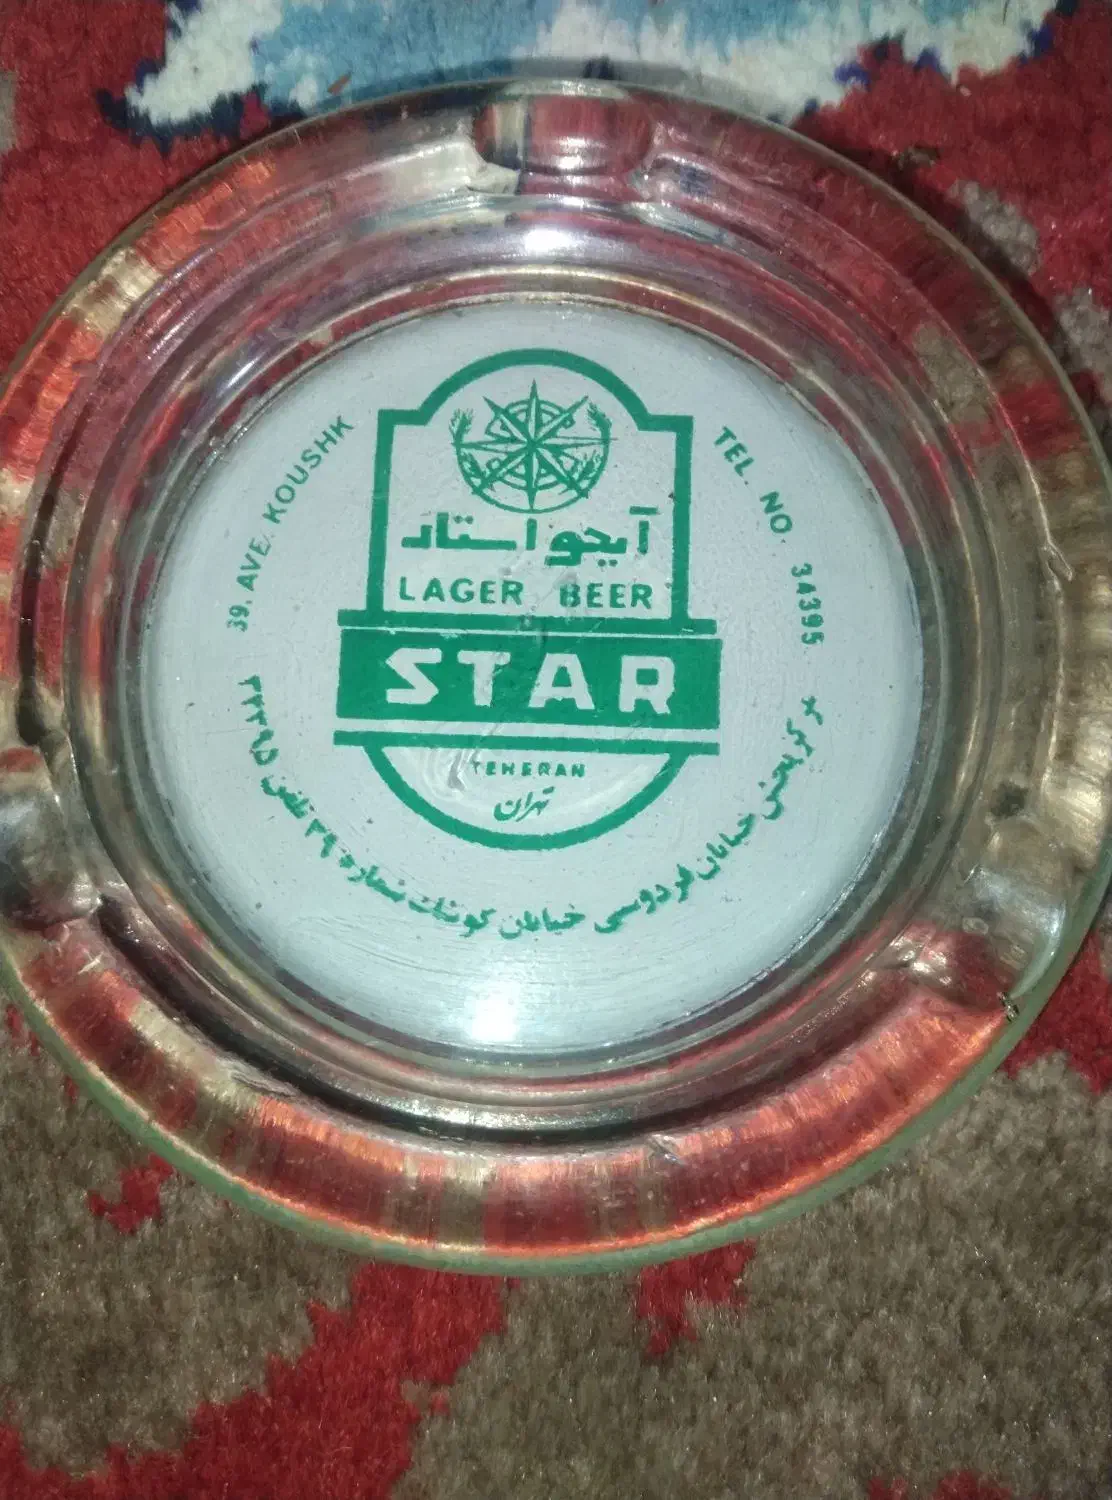 39. AVE. KOUSHK
TEL. NO. 34395
آبجو استار
LAGER BEER
STAR
TEHERAN
تهران
مرکز پخش خیابان فردوسی خیابان کوشک شماره ۳۹ تلفن ۳۴۳۹۵